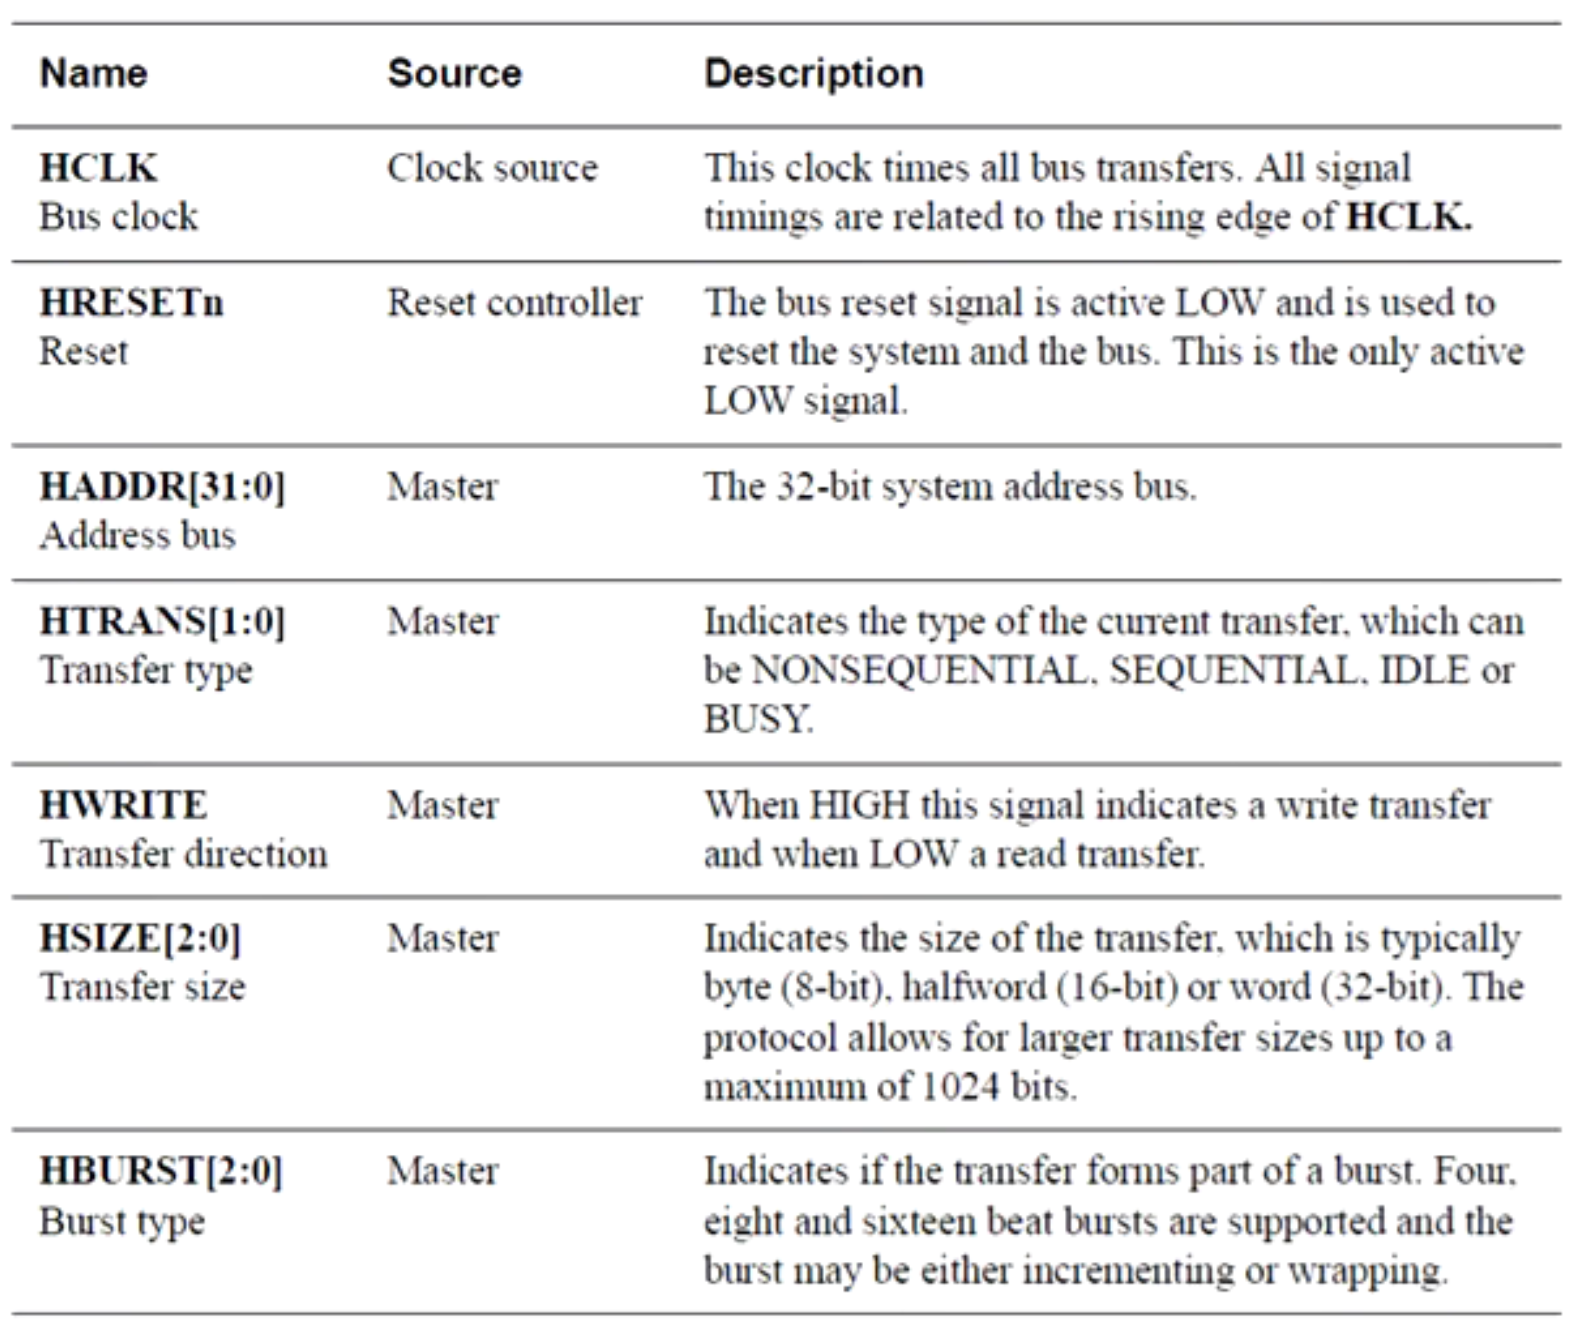 Name Source Description
HCLK Clock source This clock times all bus transfers. All signal
Bus clock timings are related to the rising edge of HCLK.
HRESETn Reset controller The bus reset signal is active LOW and is used to
Reset reset the system and the bus. This is the only active
LOW signal.
HADDR[31:0] Master The 32-bit system address bus.
Address bus
HTRANS[1:0] Master Indicates the type of the current transfer, which can
Transfer type be NONSEQUENTIAL, SEQUENTIAL, IDLE or
BUSY.
HWRITE Master When HIGH this signal indicates a write transfer
Transfer direction and when LOW a read transfer.
HSIZE[2:0] Master Indicates the size of the transfer, which is typically
Transfer size byte (8-bit), halfword (16-bit) or word (32-bit). The
protocol allows for larger transfer sizes up to a
maximum of 1024 bits.
HBURST[2:0] Master Indicates if the transfer forms part of a burst. Four,
Burst type eight and sixteen beat bursts are supported and the
burst may be either incrementing or wrapping.